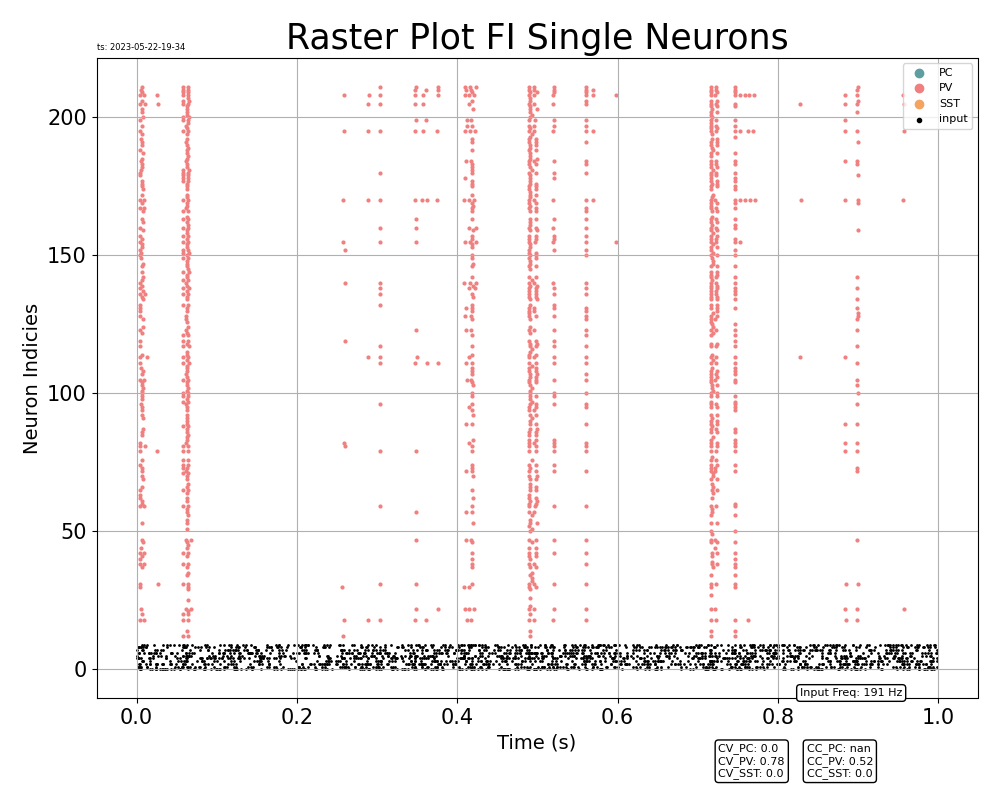 Raster Plot FI Single Neurons
ts: 2023-05-22-19-34
PC
PV
SST
input
200
150
100
50
0
Neuron Indicies
0.0 0.2 0.4 0.6 0.8 1.0
Time (s)
Input Freq: 191 Hz
CV_PC: 0.0
CV_PV: 0.78
CV_SST: 0.0
CC_PC: nan
CC_PV: 0.52
CC_SST: 0.0